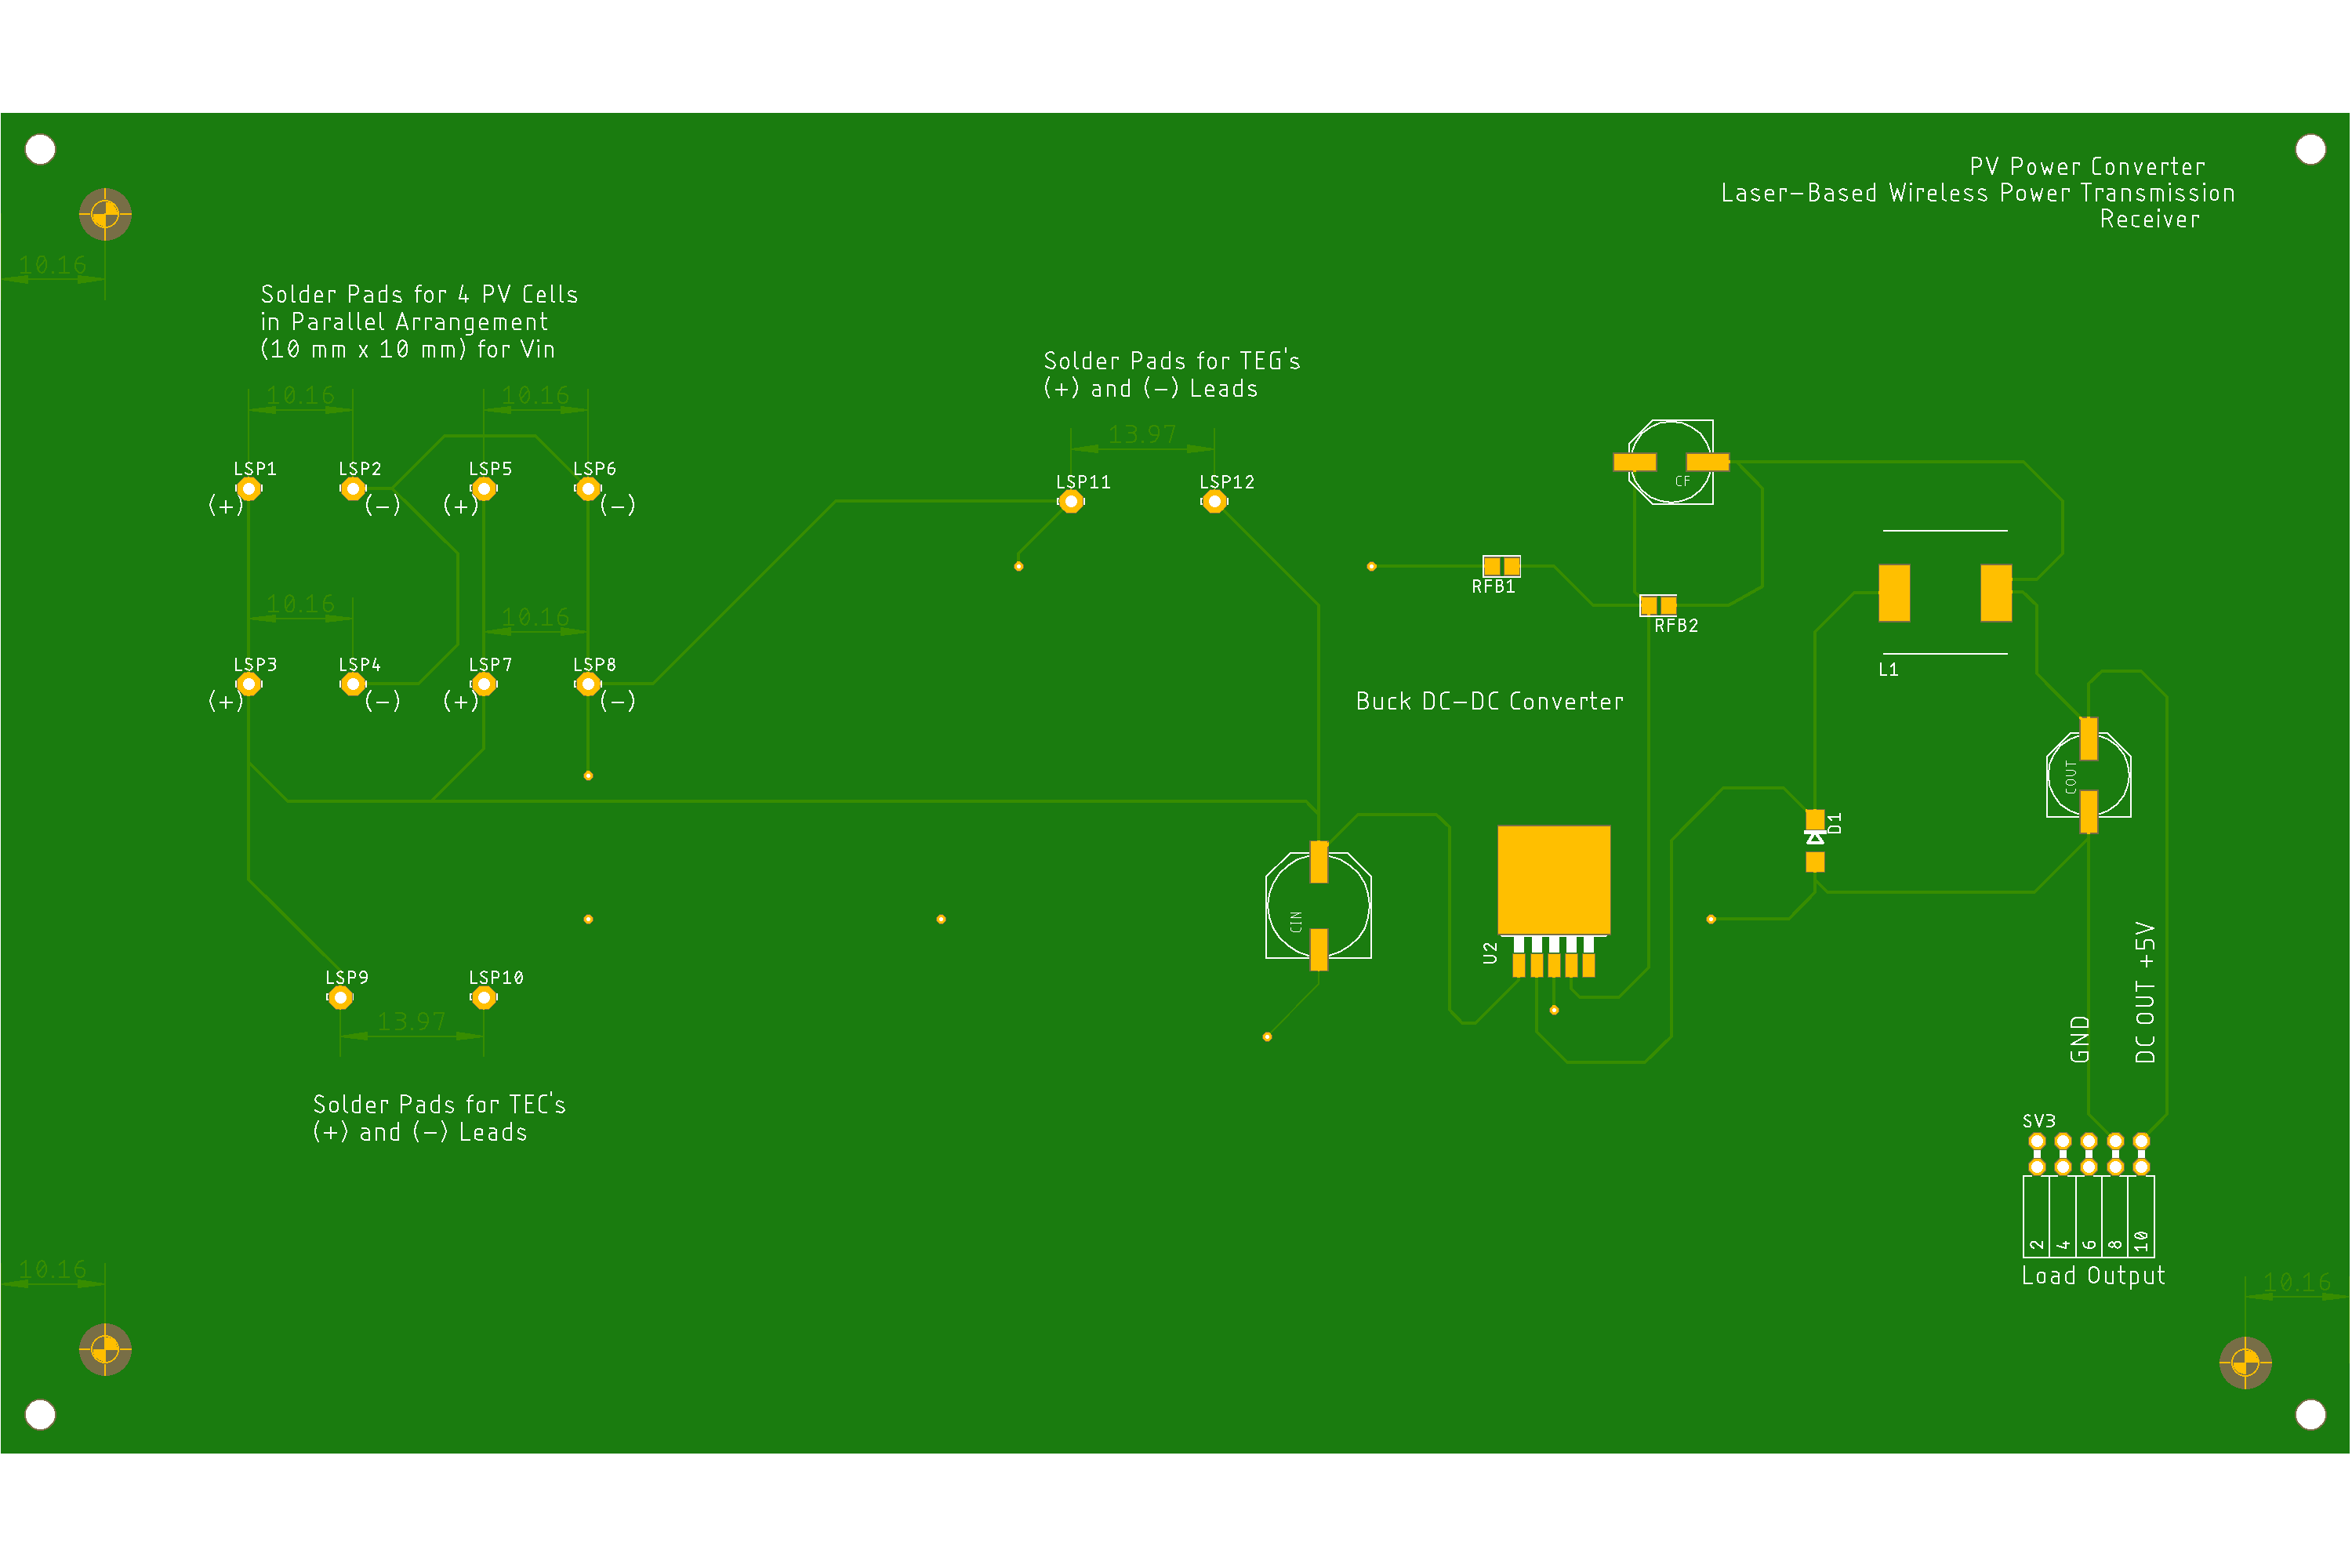 PV Power Converter
Laser-Based Wireless Power Transmission
Receiver
10.16
Solder Pads for 4 PV Cells
in Parallel Arrangement
(10 mm x 10 mm) for Vin
Solder Pads for TEG's
(+) and (-) Leads
10.16
10.16
13.97
LSP1
LSP2
LSP5
LSP6
LSP11
LSP12
CF
(+)
(-)
(+)
(-)
RFB1
RFB2
10.16
10.16
LSP3
LSP4
LSP7
LSP8
L1
(+)
(-)
(+)
(-)
Buck DC-DC Converter
COUT
D1
CIN
U2
LSP9
LSP10
13.97
GND
DC OUT +5V
Solder Pads for TEC's
(+) and (-) Leads
SV3
2
4
6
8
10
Load Output
10.16
10.16